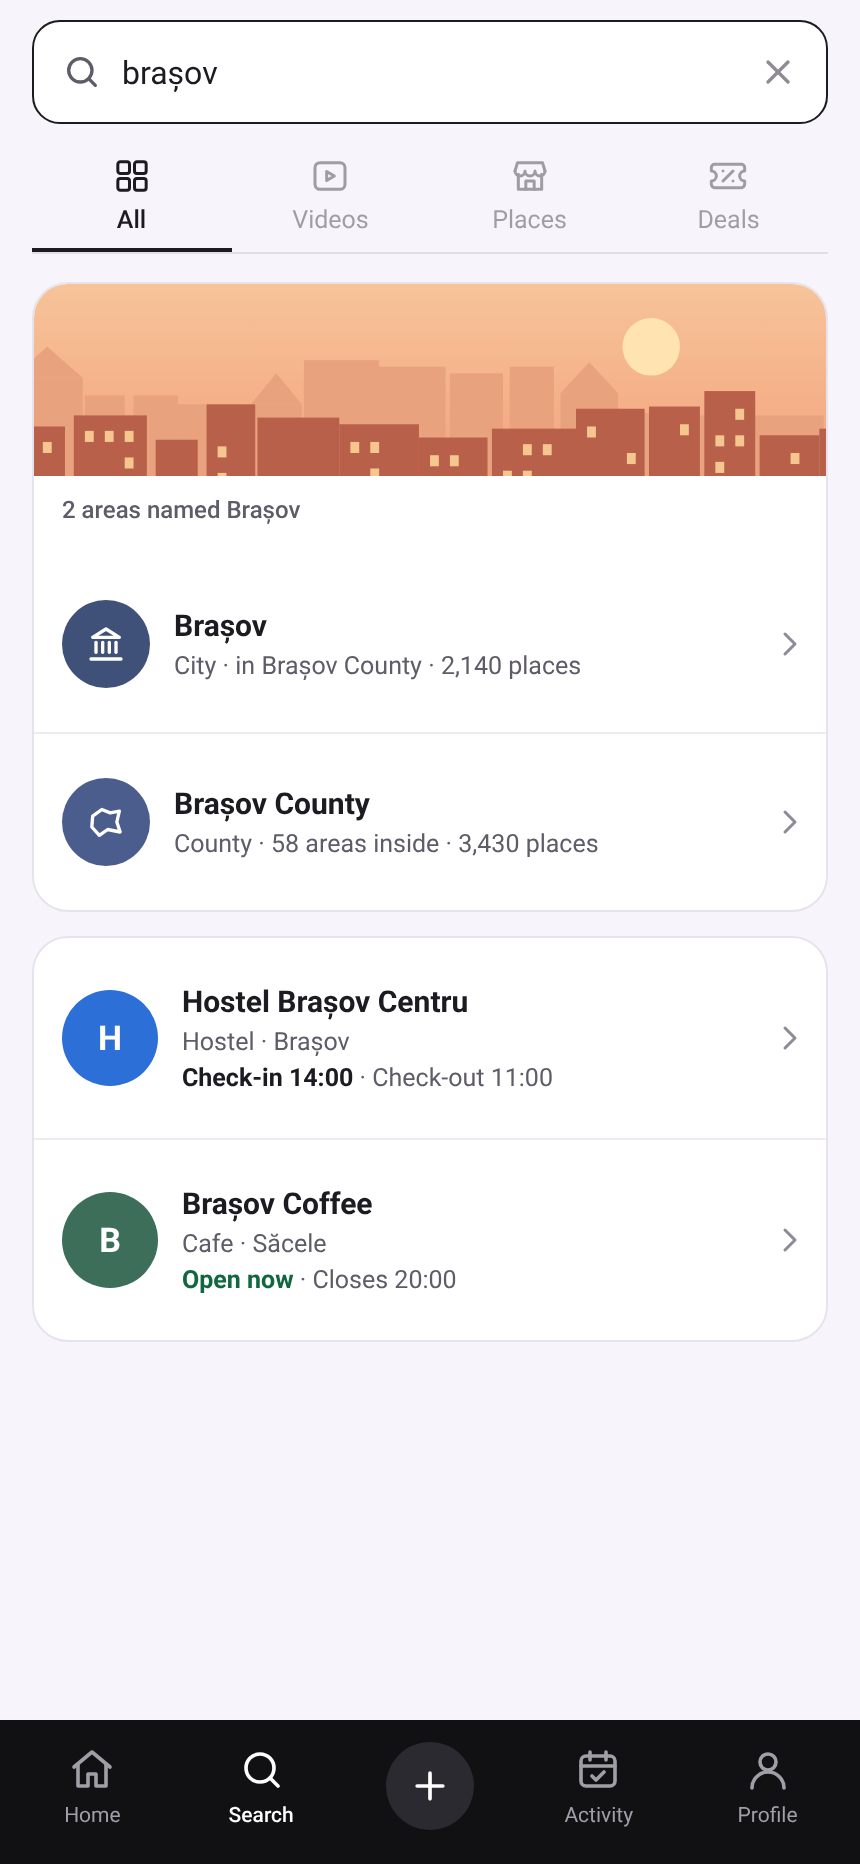 brașov
All
Videos
Places
Deals
2 areas named Brașov
Brașov
City · in Brașov County · 2,140 places
Brașov County
County · 58 areas inside · 3,430 places
H
Hostel Brașov Centru
Hostel · Brașov
Check-in 14:00 · Check-out 11:00
B
Brașov Coffee
Cafe · Săcele
Open now · Closes 20:00
Home
Search
Activity
Profile